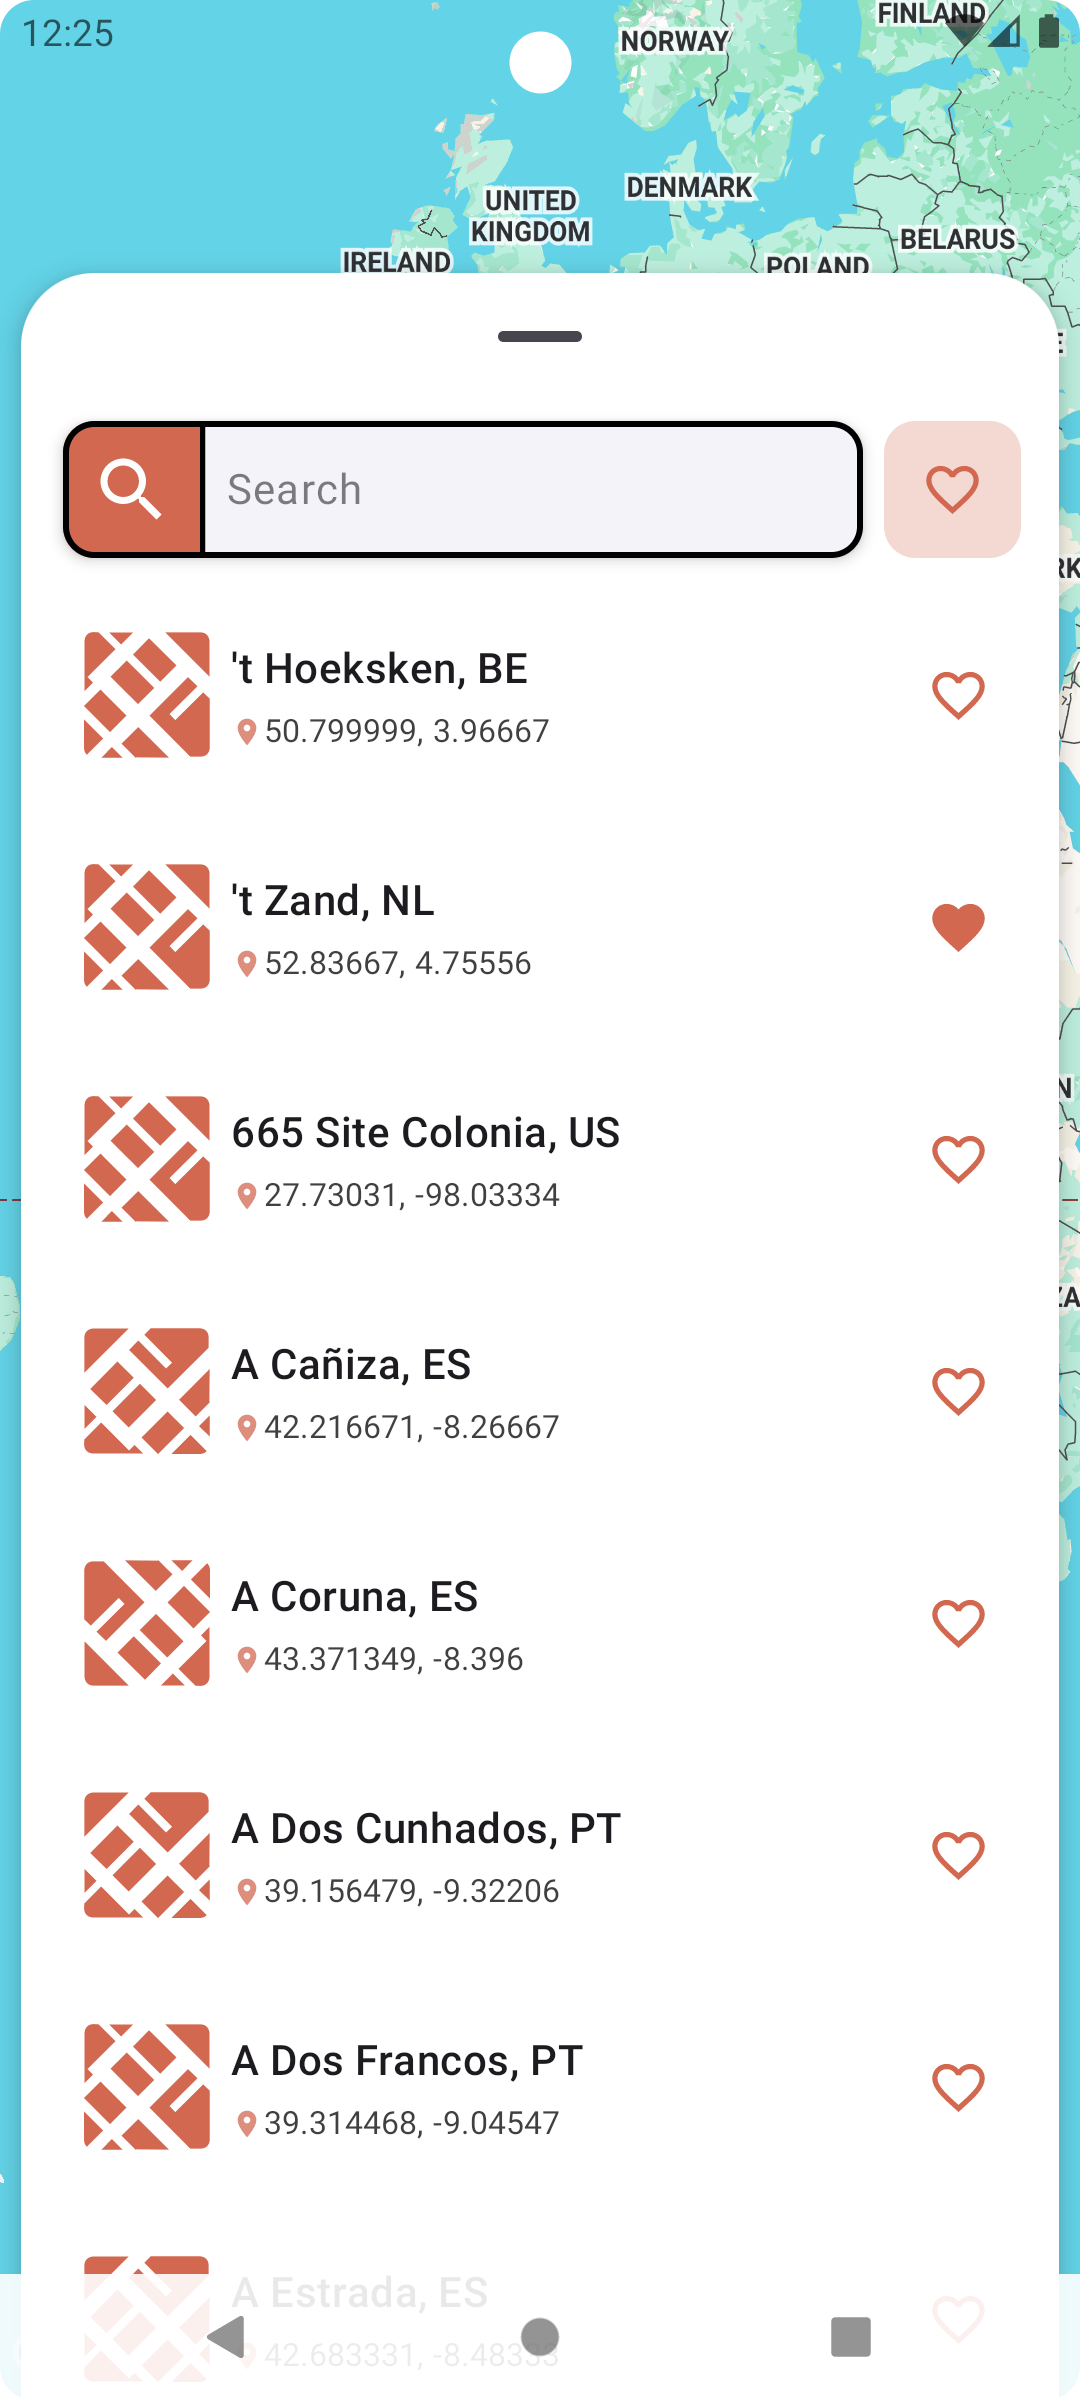 12:25
FINLAND
NORWAY
DENMARK
UNITED
KINGDOM
BELARUS
IRELAND
POLAND
Search
't Hoeksken, BE
50.799999, 3.96667
't Zand, NL
52.83667, 4.75556
665 Site Colonia, US
27.73031, -98.03334
A Cañiza, ES
42.216671, -8.26667
A Coruna, ES
43.371349, -8.396
A Dos Cunhados, PT
39.156479, -9.32206
A Dos Francos, PT
39.314468, -9.04547
A Estrada, ES
42.683331, -8.48333